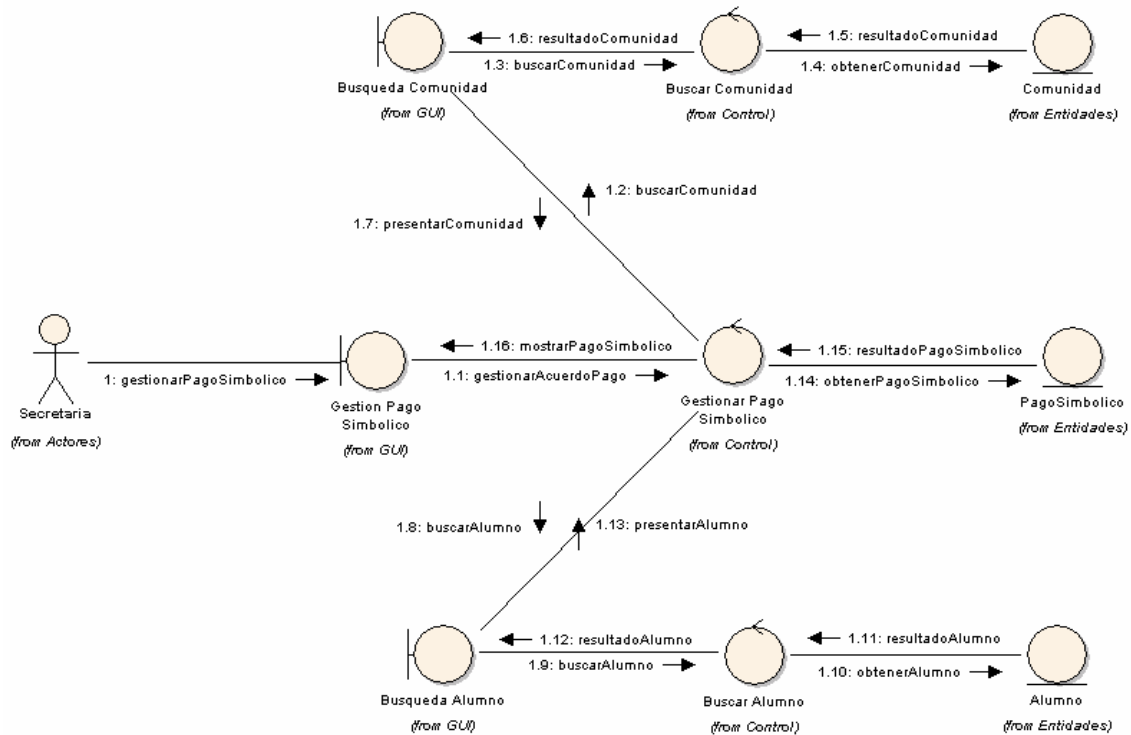 1.6: resultadoComunidad
1.5: resultadoComunidad
1.3: buscarComunidad
1.4: obtenerComunidad
Busqueda Comunidad
Buscar Comunidad
Comunidad
(from GUI)
(from Control)
(from Entidades)
1.2: buscarComunidad
1.7: presentarComunidad
1.16: mostrarPagoSimbolico
1.15: resultadoPagoSimbolico
1: gestionarPagoSimbolico
1.1: gestionarAcuerdoPago
1.14: obtenerPagoSimbolico
Secretaria
(from Actores)
Gestion Pago
Simbolico
(from GUI)
Gestionar Pago
Simbolico
(from Control)
PagoSimbolico
(from Entidades)
1.8: buscarAlumno
1.13: presentarAlumno
1.12: resultadoAlumno
1.11: resultadoAlumno
1.9: buscarAlumno
1.10: obtenerAlumno
Busqueda Alumno
Buscar Alumno
Alumno
(from GUI)
(from Control)
(from Entidades)